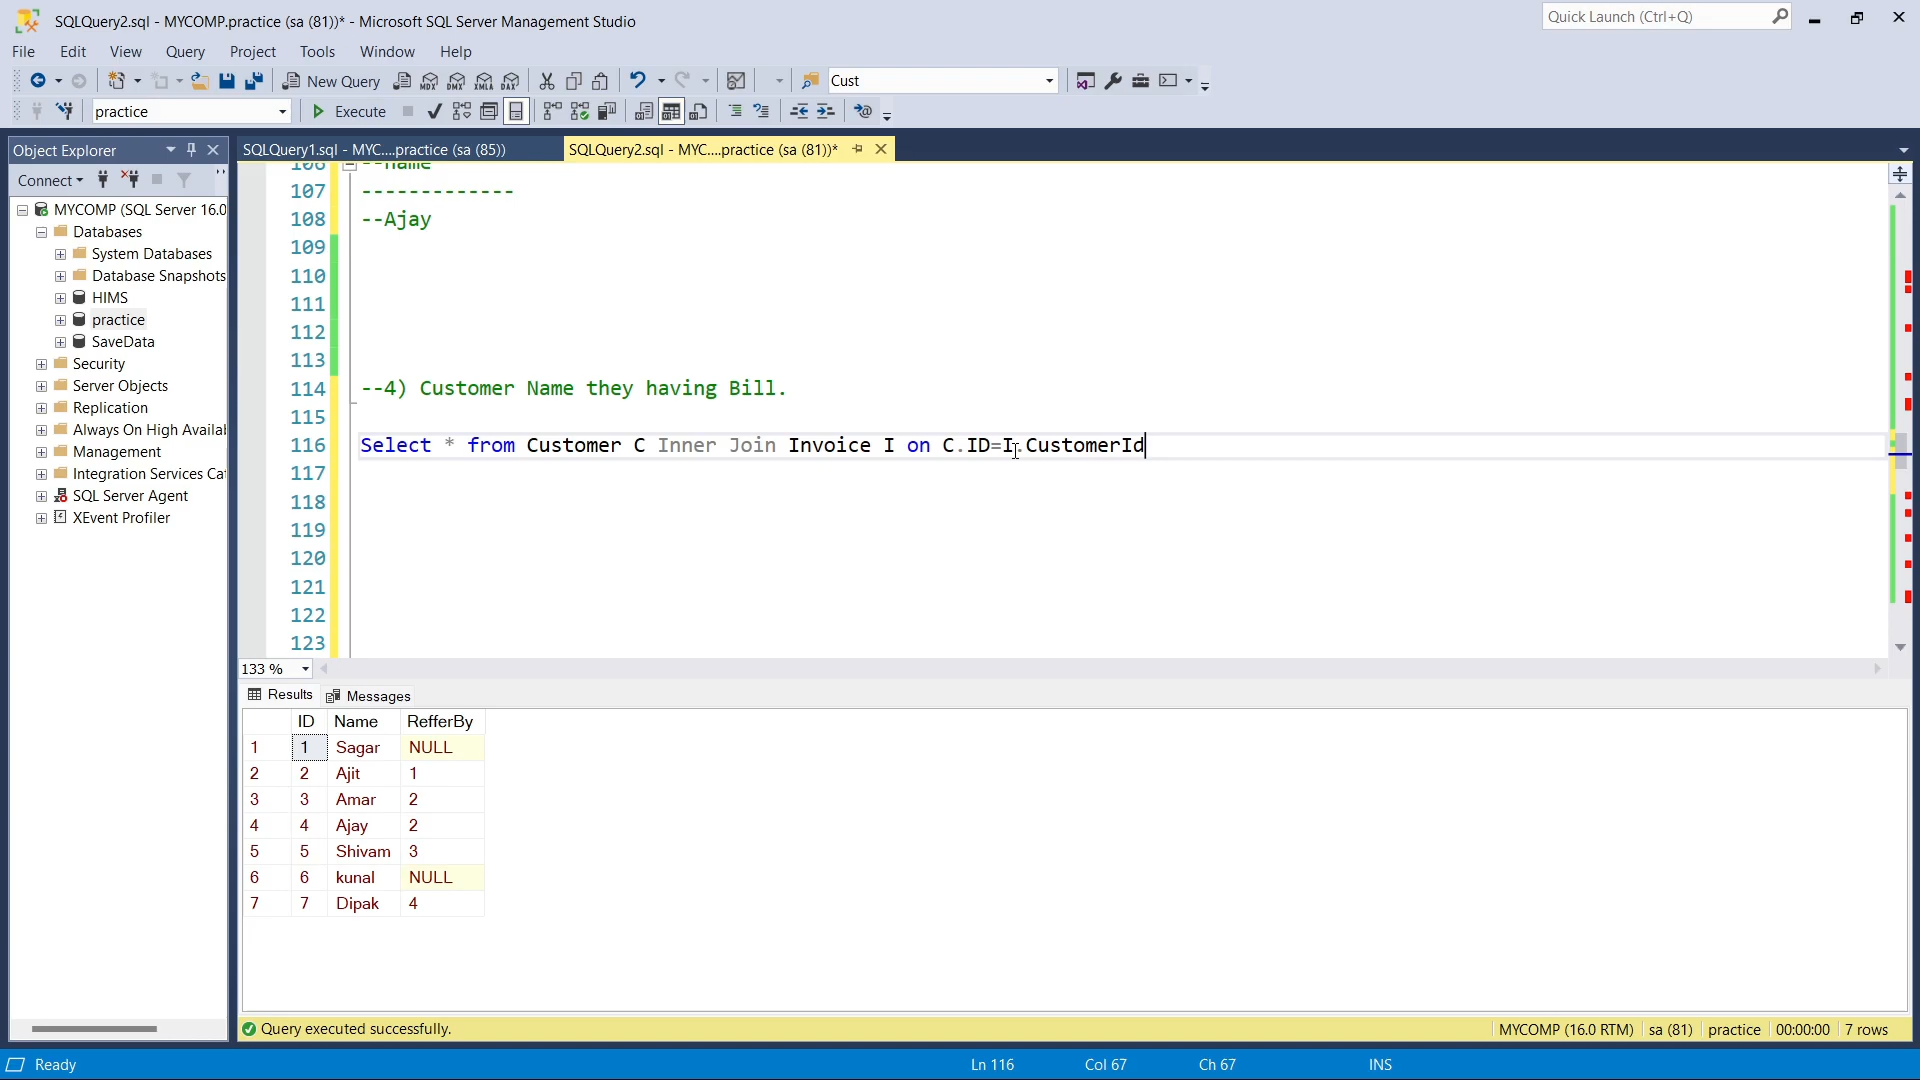 SQLQuery2.sql - MYCOMP.practice (sa (81))* - Microsoft SQL Server Management Studio
Quick Launch (Ctrl+Q)
File Edit View Query Project Tools Window Help
New Query
MDX DMX XMLA DAX
Cust
practice
Execute
Object Explorer
SQLQuery1.sql - MYC....practice (sa (85))
SQLQuery2.sql - MYC....practice (sa (81))*
Connect
MYCOMP (SQL Server 16.0
Databases
System Databases
Database Snapshots
HIMS
practice
SaveData
Security
Server Objects
Replication
Always On High Availal
Management
Integration Services Cat
SQL Server Agent
XEvent Profiler
106 --name
107 -------------
108 --Ajay
109
110
111
112
113
114 --4) Customer Name they having Bill.
115
116 Select * from Customer C Inner Join Invoice I on C.ID=I.CustomerId
117
118
119
120
121
122
123
133 %
Results Messages
ID Name RefferBy
1 1 Sagar NULL
2 2 Ajit 1
3 3 Amar 2
4 4 Ajay 2
5 5 Shivam 3
6 6 kunal NULL
7 7 Dipak 4
Query executed successfully.
MYCOMP (16.0 RTM) sa (81) practice 00:00:00 7 rows
Ready Ln 116 Col 67 Ch 67 INS